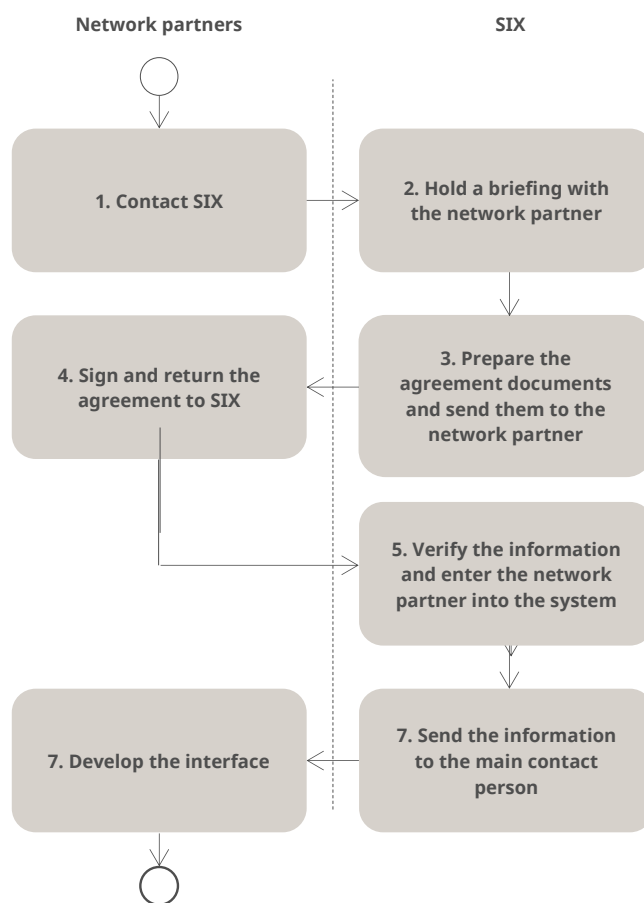 Network partners
SIX
1. Contact SIX
2. Hold a briefing with
the network partner
3. Prepare the
agreement documents
and send them to the
network partner
4. Sign and return the
agreement to SIX
5. Verify the information
and enter the network
partner into the system
7. Send the information
to the main contact
person
7. Develop the interface